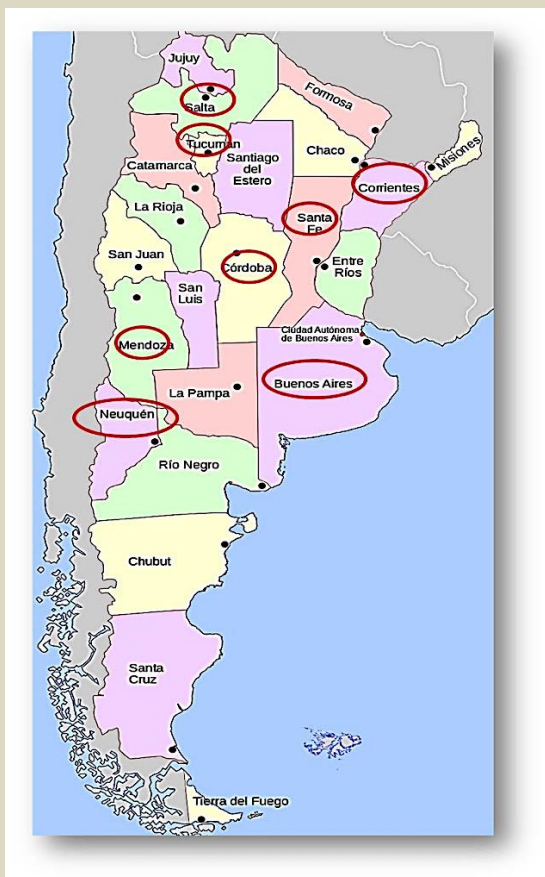 Jujuy
Salta
Formosa
Tucumán
Chaco
Misiones
Catamarca
Santiago
del
Estero
Corrientes
La Rioja
Santa
Fe
San Juan
Córdoba
Entre
Ríos
San
Luis
Ciudad Autónoma
de Buenos Aires
Mendoza
Buenos Aires
La Pampa
Neuquén
Río Negro
Chubut
Santa
Cruz
Tierra del Fuego